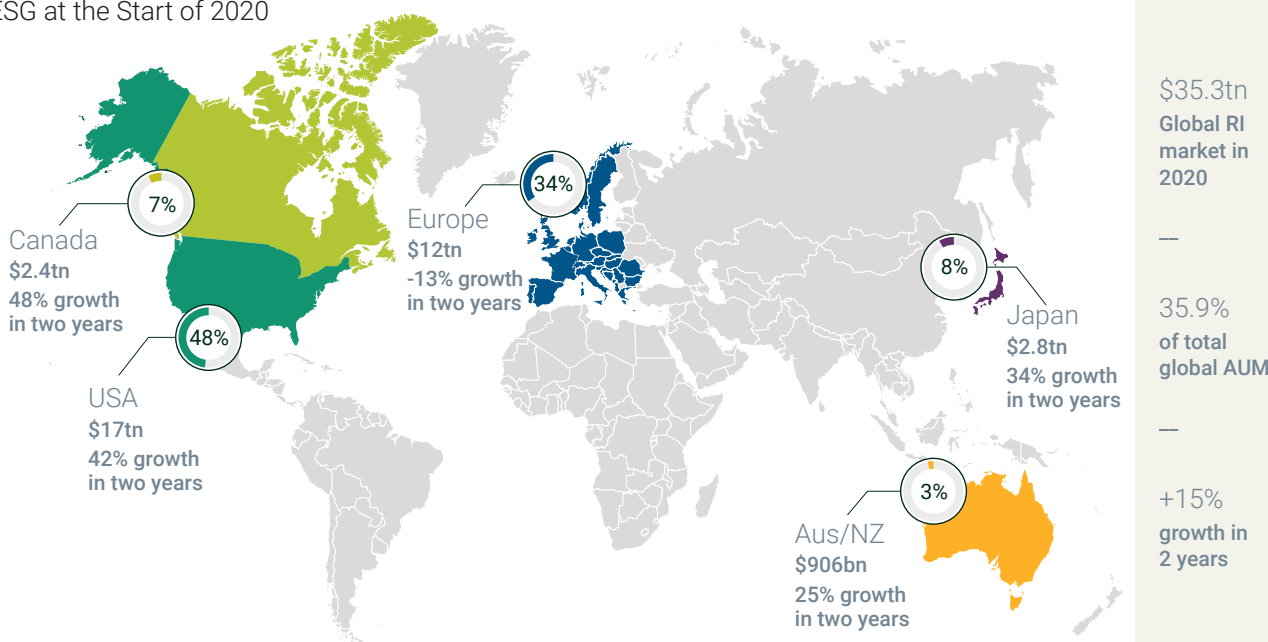 ESG at the Start of 2020
7%
Canada
$2.4tn
48% growth
in two years
48%
USA
$17tn
42% growth
in two years
34%
Europe
$12tn
-13% growth
in two years
8%
Japan
$2.8tn
34% growth
in two years
3%
Aus/NZ
$906bn
25% growth
in two years
$35.3tn
Global RI
market in
2020
—
35.9%
of total
global AUM
—
+15%
growth in
2 years